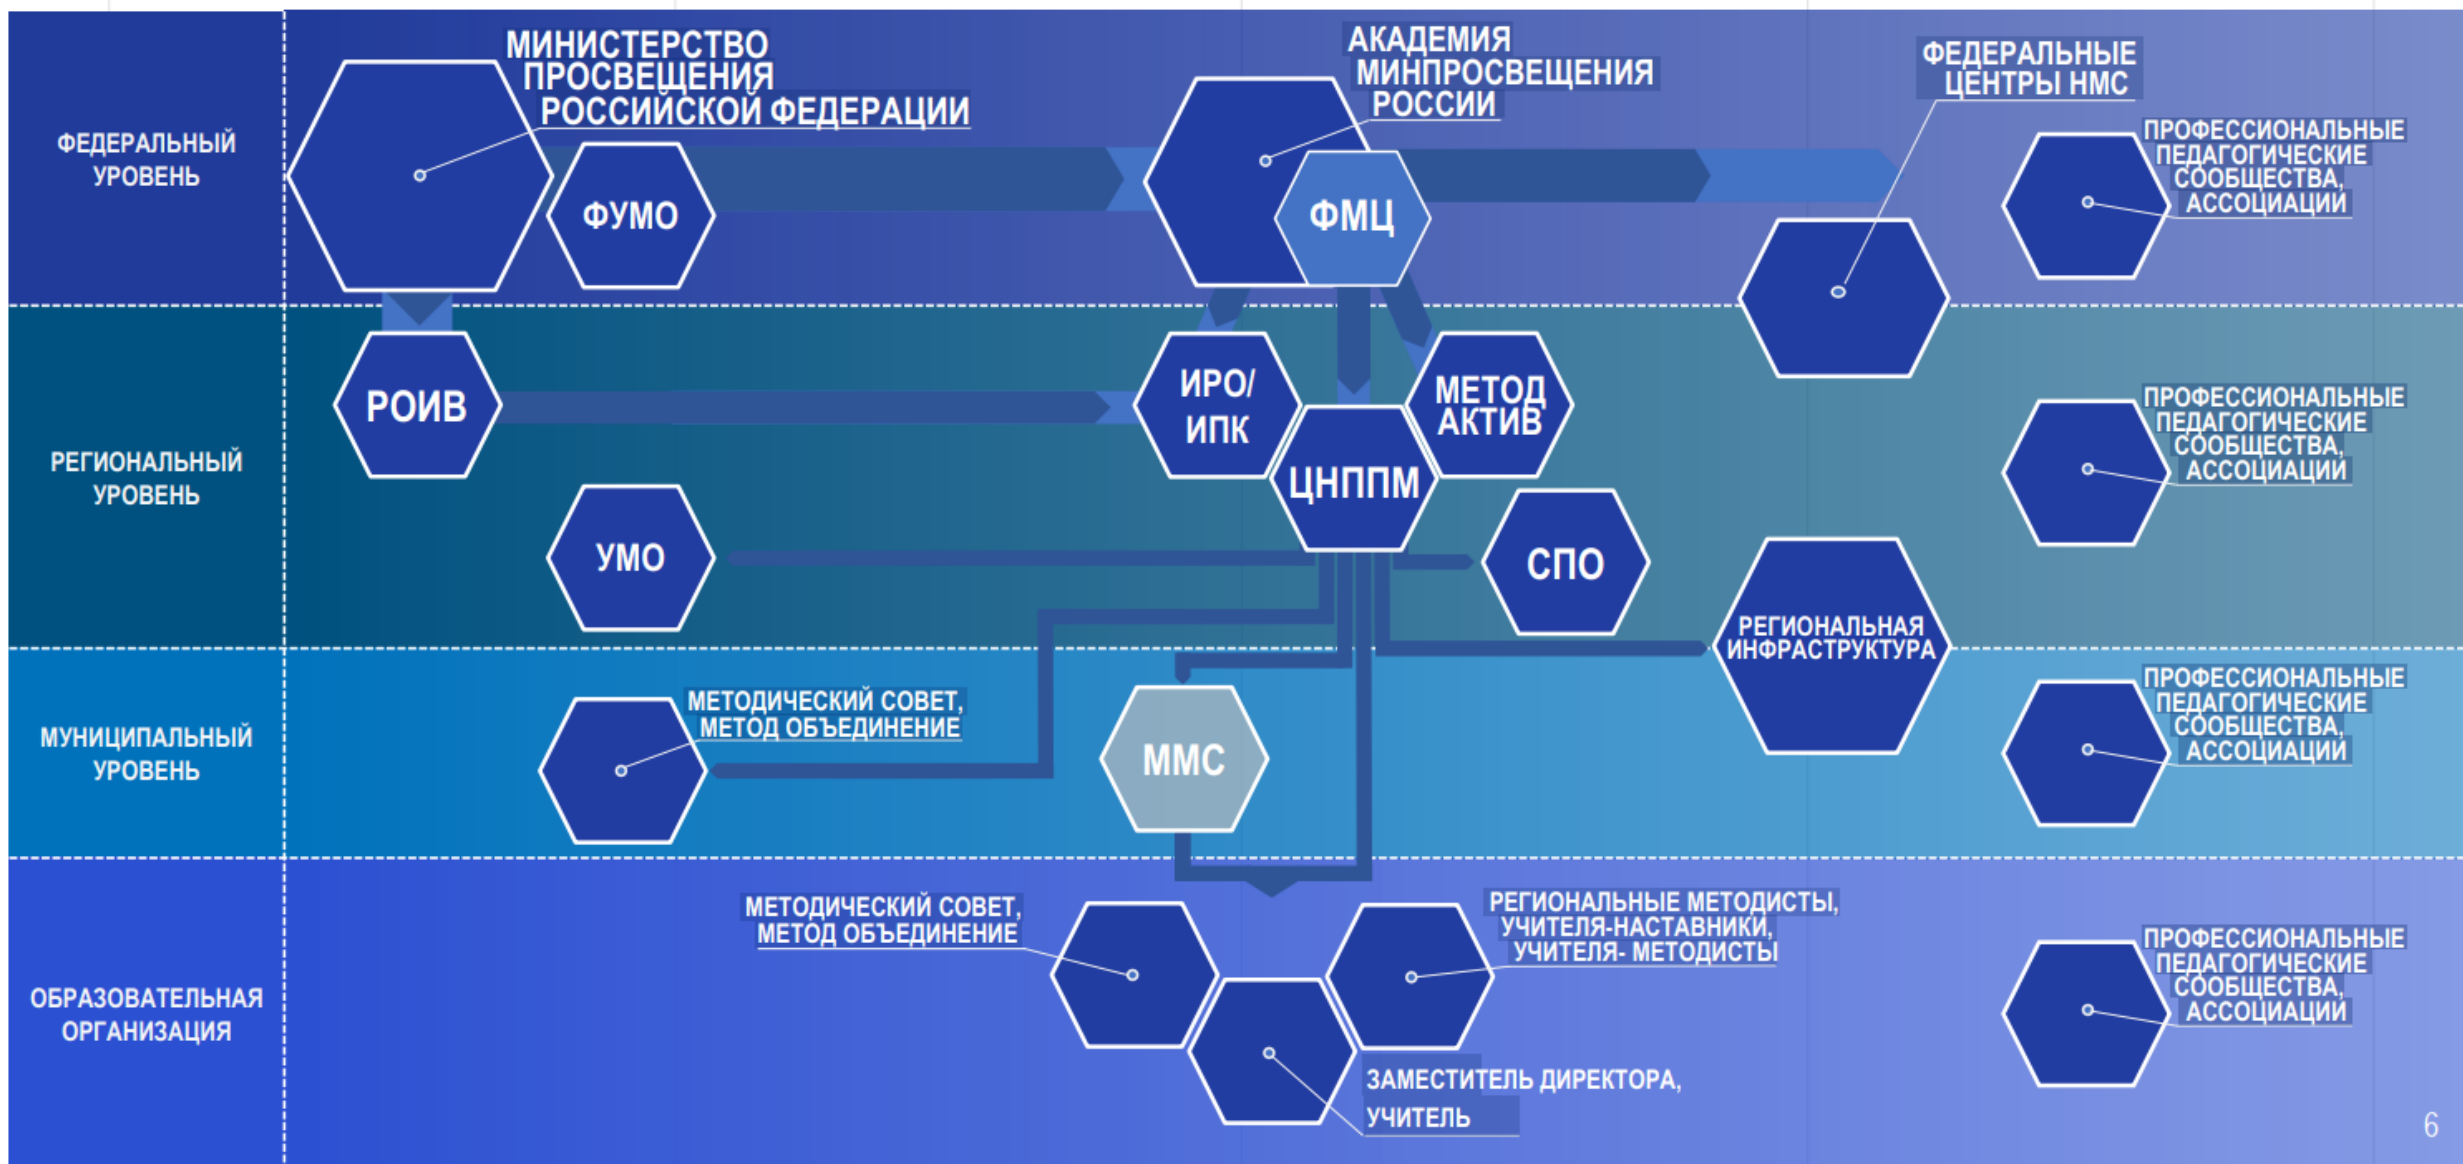 ФЕДЕРАЛЬНЫЙ
УРОВЕНЬ
МИНИСТЕРСТВО
ПРОСВЕЩЕНИЯ
РОССИЙСКОЙ ФЕДЕРАЦИИ
ФУМО
АКАДЕМИЯ
МИНПРОСВЕЩЕНИЯ
РОССИИ
ФМЦ
ФЕДЕРАЛЬНЫЕ
ЦЕНТРЫ НМС
ПРОФЕССИОНАЛЬНЫЕ
ПЕДАГОГИЧЕСКИЕ
СООБЩЕСТВА,
АССОЦИАЦИИ
РЕГИОНАЛЬНЫЙ
УРОВЕНЬ
РОИВ
ИРО/
ИПК
МЕТОД
АКТИВ
ЦНППМ
УМО
СПО
РЕГИОНАЛЬНАЯ
ИНФРАСТРУКТУРА
ПРОФЕССИОНАЛЬНЫЕ
ПЕДАГОГИЧЕСКИЕ
СООБЩЕСТВА,
АССОЦИАЦИИ
МУНИЦИПАЛЬНЫЙ
УРОВЕНЬ
МЕТОДИЧЕСКИЙ СОВЕТ,
МЕТОД ОБЪЕДИНЕНИЕ
ММС
ПРОФЕССИОНАЛЬНЫЕ
ПЕДАГОГИЧЕСКИЕ
СООБЩЕСТВА,
АССОЦИАЦИИ
ОБРАЗОВАТЕЛЬНАЯ
ОРГАНИЗАЦИЯ
МЕТОДИЧЕСКИЙ СОВЕТ,
МЕТОД ОБЪЕДИНЕНИЕ
РЕГИОНАЛЬНЫЕ МЕТОДИСТЫ,
УЧИТЕЛЯ-НАСТАВНИКИ,
УЧИТЕЛЯ- МЕТОДИСТЫ
ЗАМЕСТИТЕЛЬ ДИРЕКТОРА,
УЧИТЕЛЬ
ПРОФЕССИОНАЛЬНЫЕ
ПЕДАГОГИЧЕСКИЕ
СООБЩЕСТВА,
АССОЦИАЦИИ
6